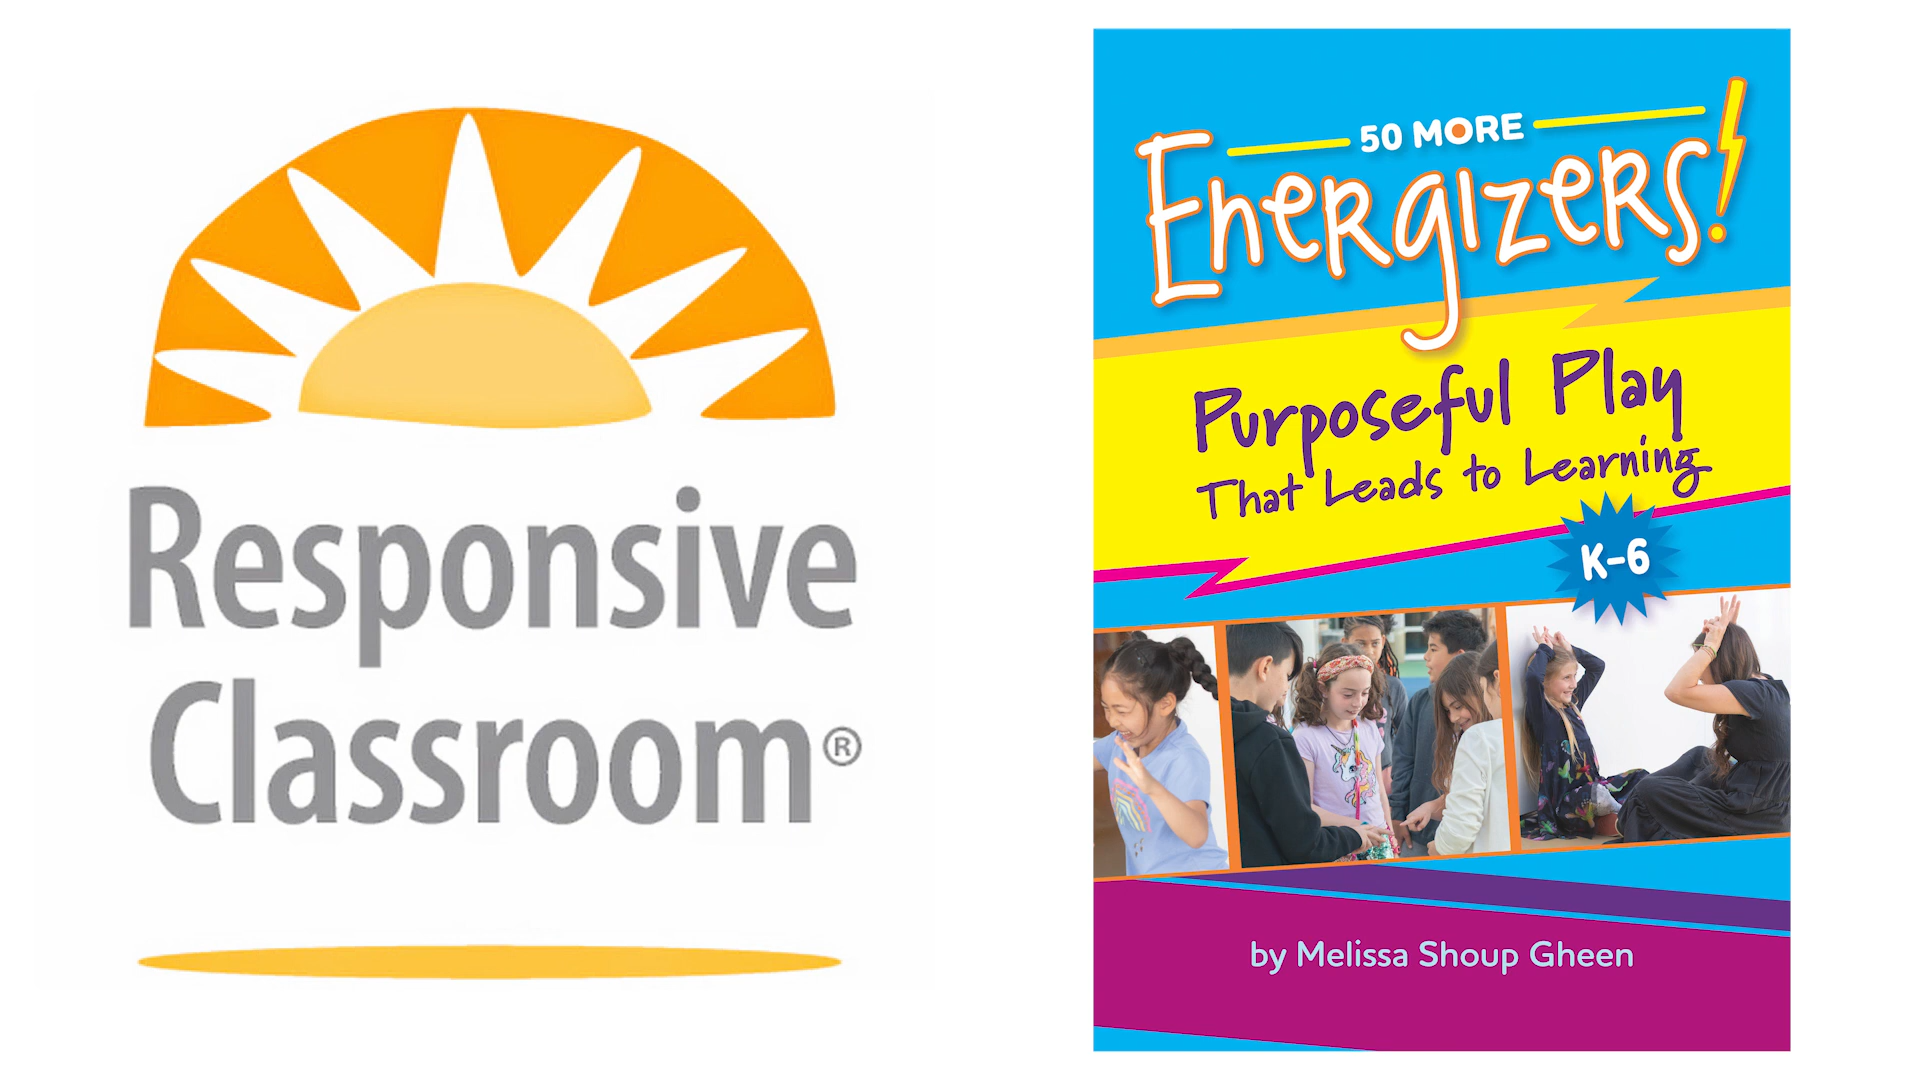 Responsive
Classroom®
50 MORE
ENERGIZERS!
Purposeful Play
That Leads to Learning
K-6
by Melissa Shoup Gheen